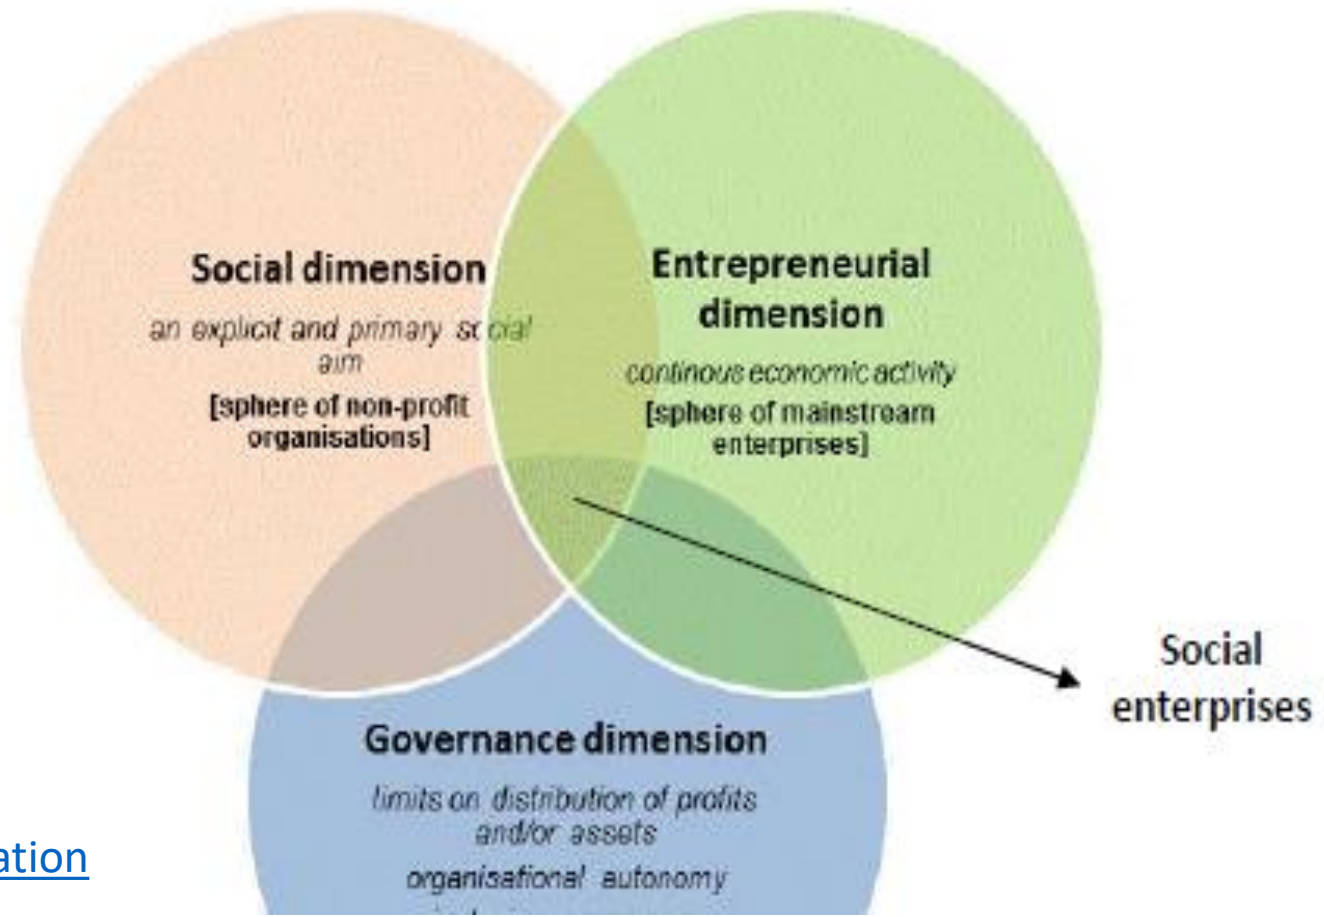 Social dimension
an explicit and primary social
aim
[sphere of non-profit
organisations]
Entrepreneurial
dimension
continous economic activity
[sphere of mainstream
enterprises]
Social
enterprises
Governance dimension
limits on distribution of profits
and/or assets
organisational autonomy
ation